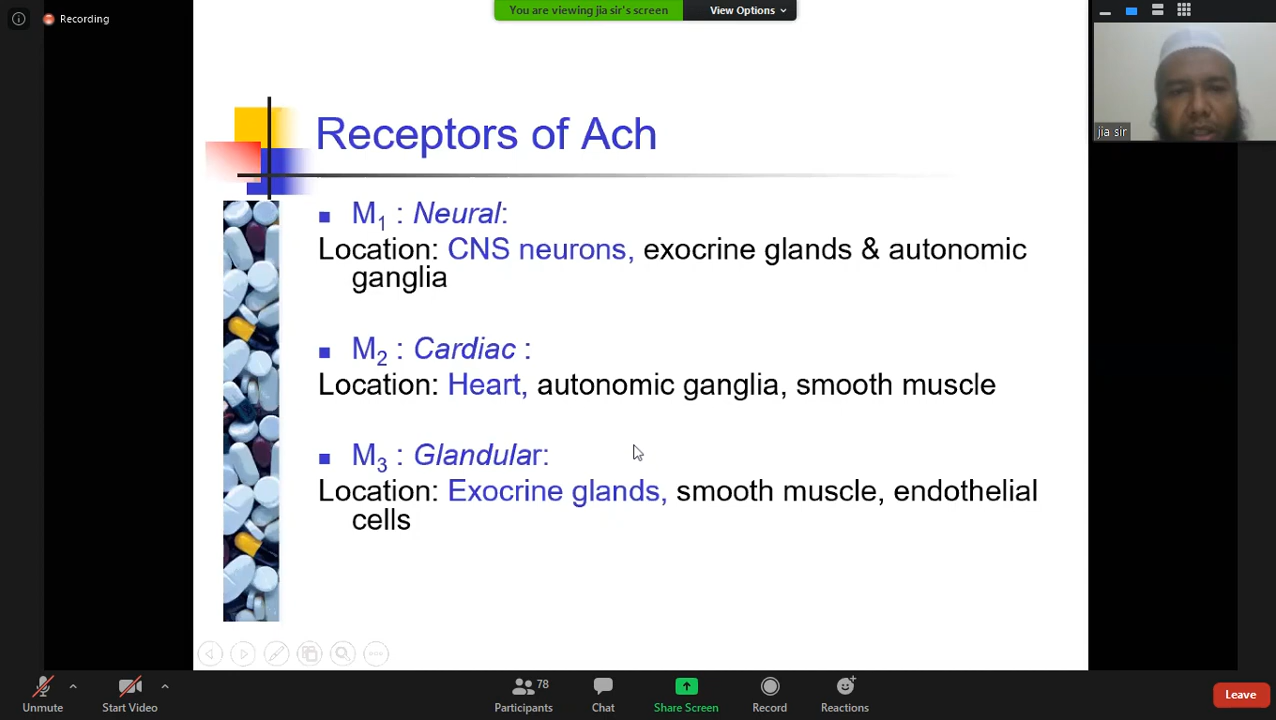 Recording
You are viewing jia sir's screen
View Options
jia sir
Receptors of Ach
M₁ : Neural:
Location: CNS neurons, exocrine glands & autonomic
ganglia
M₂ : Cardiac :
Location: Heart, autonomic ganglia, smooth muscle
M₃ : Glandular:
Location: Exocrine glands, smooth muscle, endothelial
cells
Unmute
Start Video
78
Participants
Chat
Share Screen
Record
Reactions
Leave